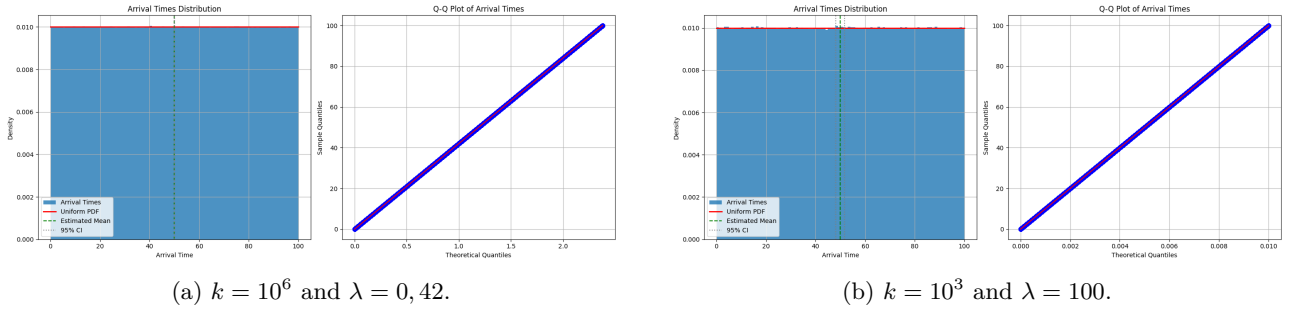 Arrival Times Distribution
Density
0.010
0.008
0.006
0.004
0.002
0.000
0 20 40 60 80 100
Arrival Time
Arrival Times
Uniform PDF
Estimated Mean
95% CI
Q-Q Plot of Arrival Times
Sample Quantiles
100
80
60
40
20
0
0.0 0.5 1.0 1.5 2.0
Theoretical Quantiles
(a) k = 10⁶ and λ = 0, 42.
Arrival Times Distribution
Density
0.010
0.008
0.006
0.004
0.002
0.000
0 20 40 60 80 100
Arrival Time
Arrival Times
Uniform PDF
Estimated Mean
95% CI
Q-Q Plot of Arrival Times
Sample Quantiles
100
80
60
40
20
0
0.000 0.002 0.004 0.006 0.008 0.010
Theoretical Quantiles
(b) k = 10³ and λ = 100.